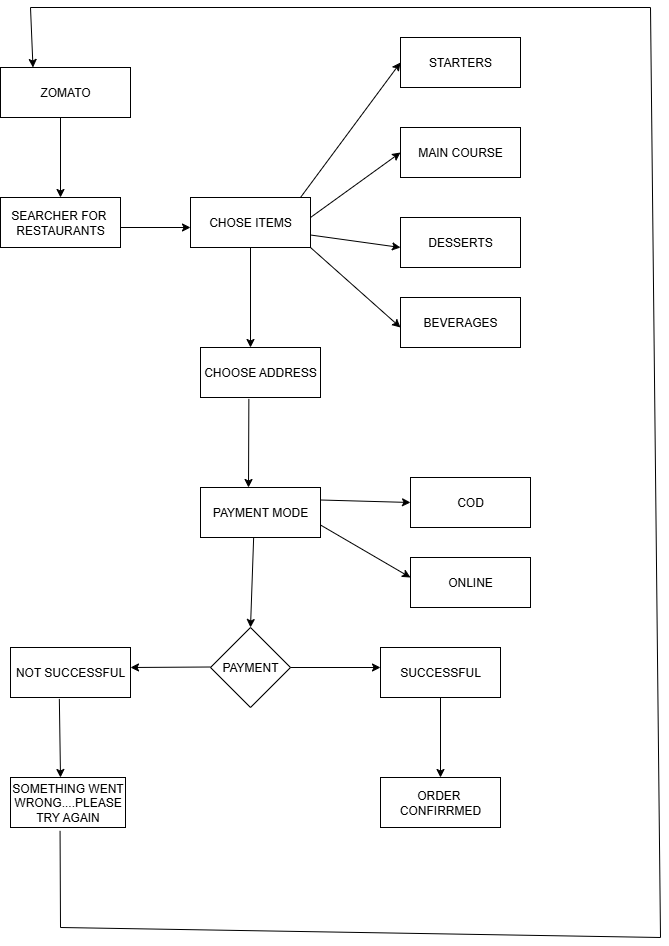 STARTERS
ZOMATO
MAIN COURSE
SEARCHER FOR
RESTAURANTS
CHOSE ITEMS
DESSERTS
BEVERAGES
CHOOSE ADDRESS
PAYMENT MODE
COD
ONLINE
NOT SUCCESSFUL
PAYMENT
SUCCESSFUL
SOMETHING WENT
WRONG....PLEASE
TRY AGAIN
ORDER
CONFIRRMED